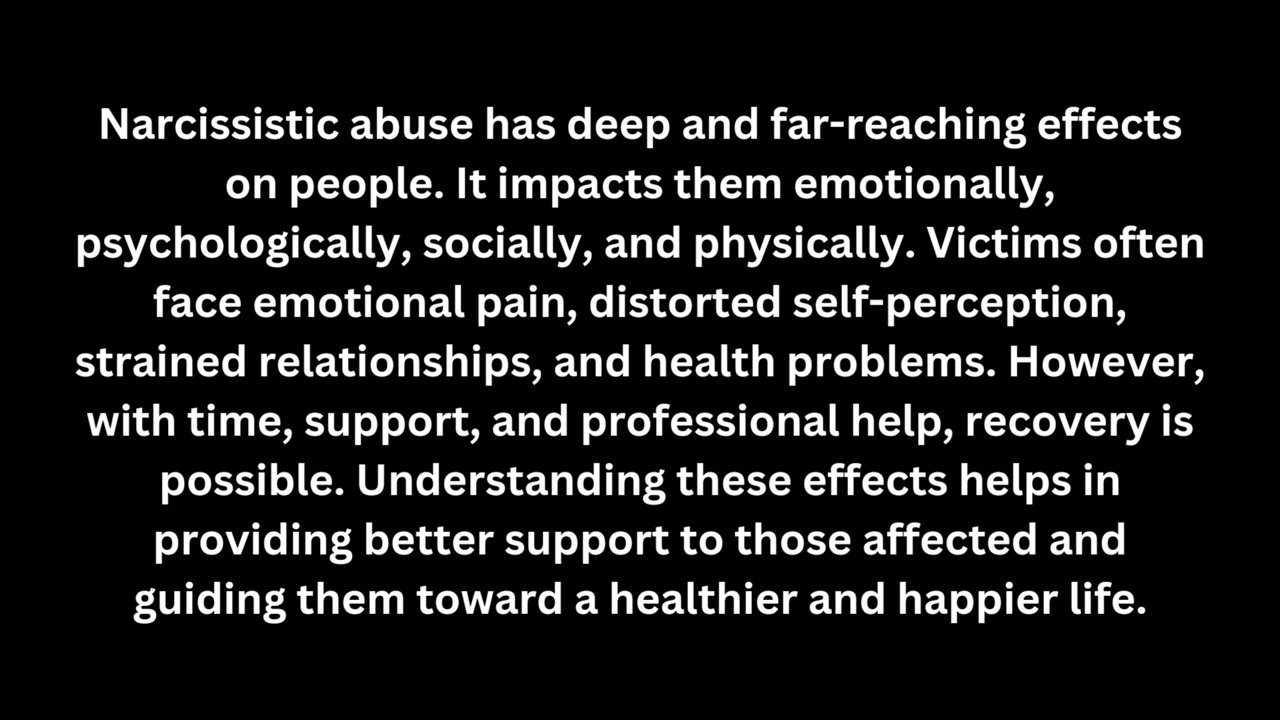 Narcissistic abuse has deep and far-reaching effects
on people. It impacts them emotionally,
psychologically, socially, and physically. Victims often
face emotional pain, distorted self-perception,
strained relationships, and health problems. However,
with time, support, and professional help, recovery is
possible. Understanding these effects helps in
providing better support to those affected and
guiding them toward a healthier and happier life.